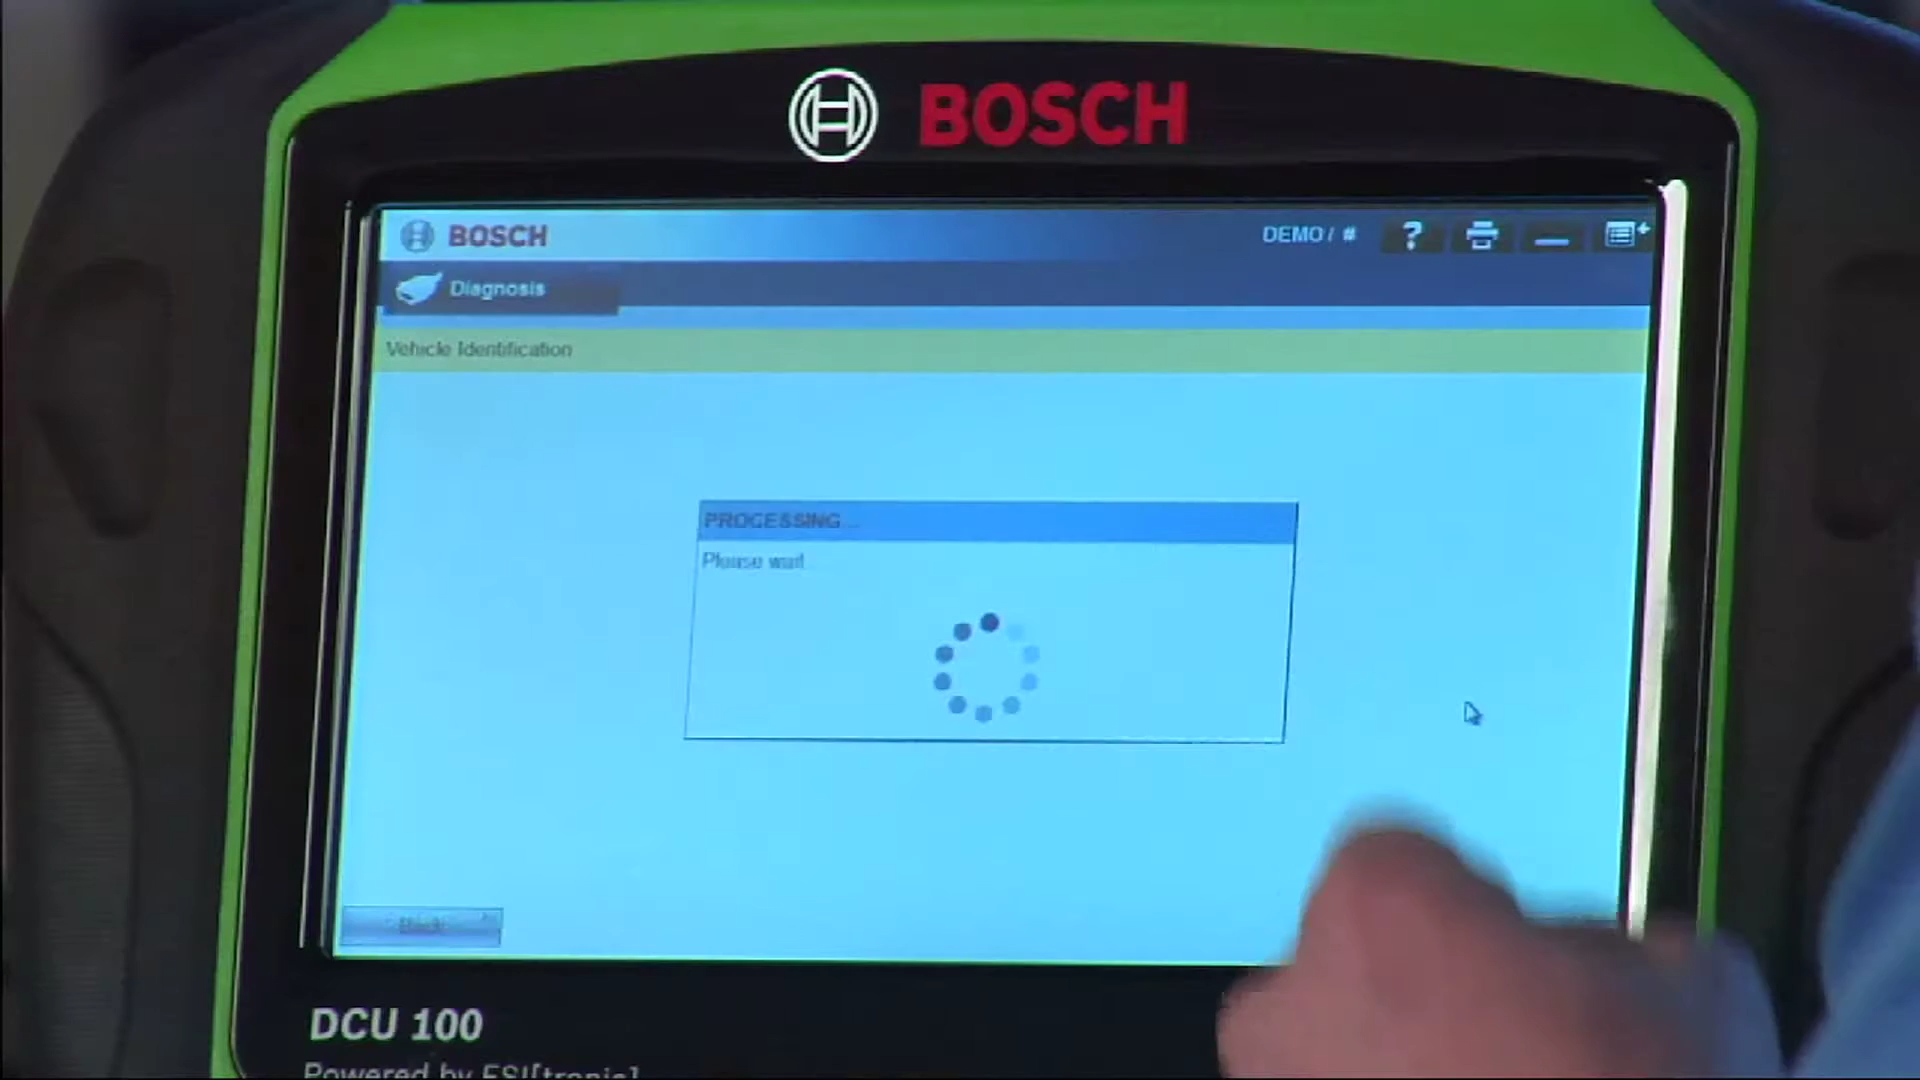 BOSCH
BOSCH
DEMO / #
?
Diagnosis
Vehicle Identification
PROCESSING...
Please wait
Back
DCU 100
Powered by ESI[tronic]